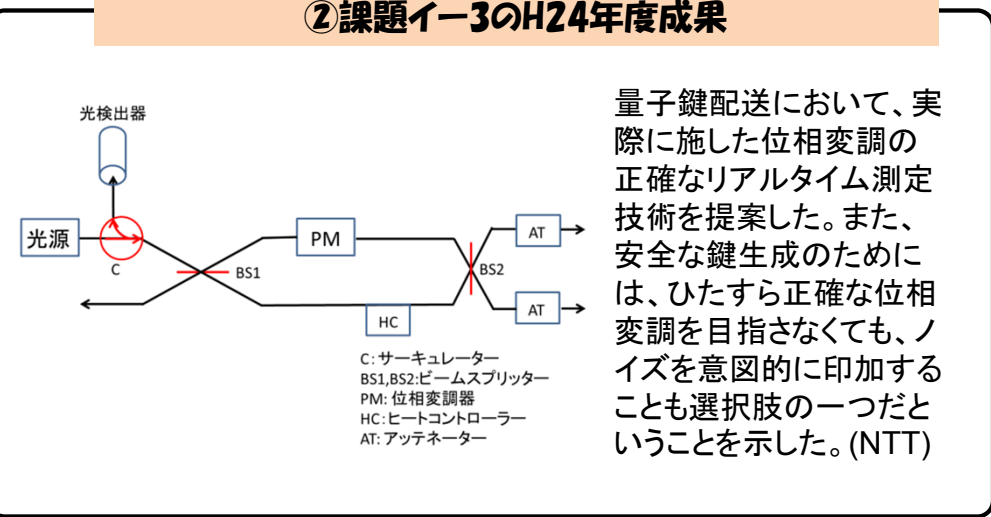 ②課題イー3のH24年度成果
光検出器
光源
C
BS1
PM
HC
BS2
AT
AT
C: サーキュレーター
BS1,BS2:ビームスプリッター
PM: 位相変調器
HC:ヒートコントローラー
AT: アッテネーター
量子鍵配送において、実
際に施した位相変調の
正確なリアルタイム測定
技術を提案した。また、
安全な鍵生成のために
は、ひたすら正確な位相
変調を目指さなくても、ノ
イズを意図的に印加する
ことも選択肢の一つだと
いうことを示した。(NTT)